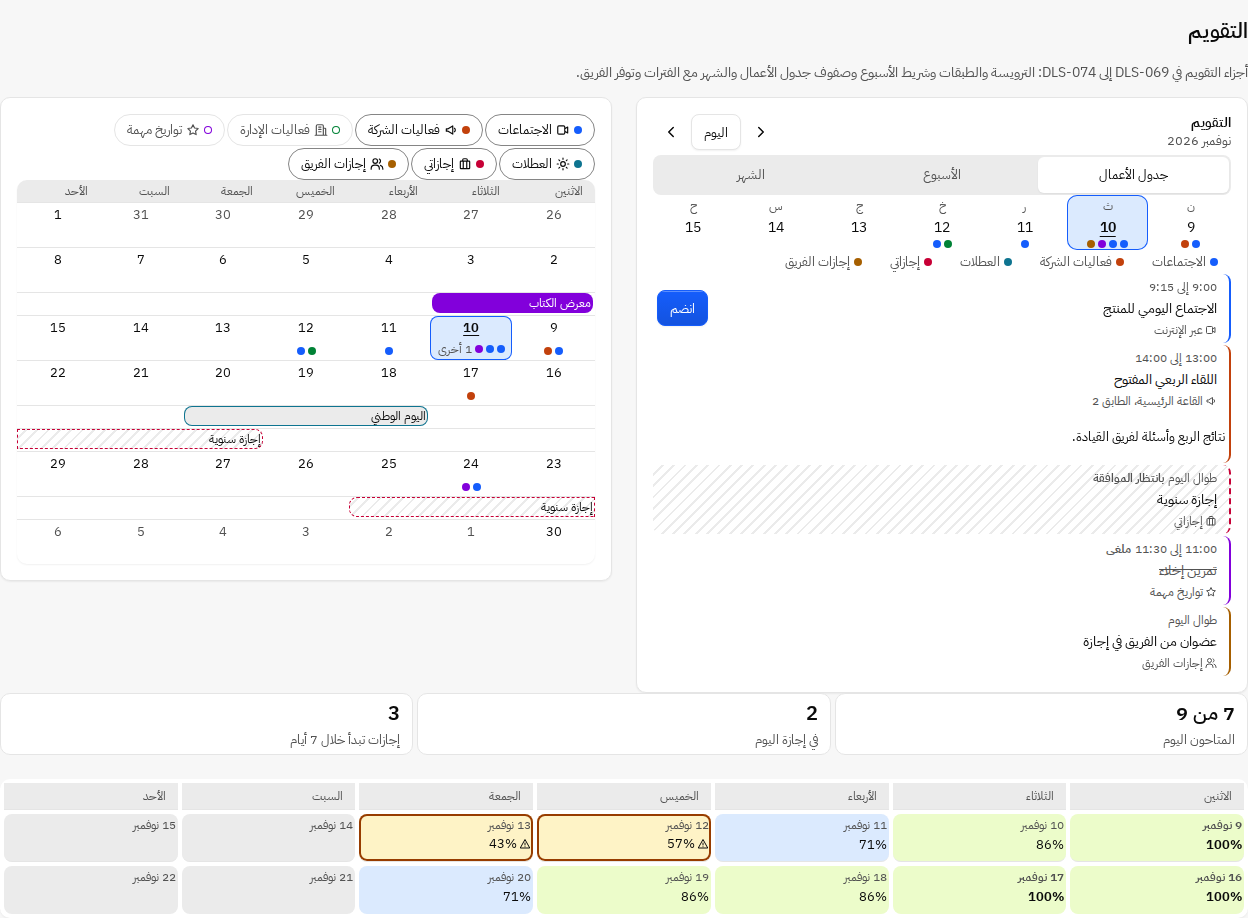 التقويم
أجزاء التقويم في DLS-069 إلى DLS-074: الترويسة والطبقات وشريط الأسبوع وصفوف جدول الأعمال والشهر مع الفترات وتوفر الفريق.
التقويم
نوفمبر 2026
اليوم
جدول الأعمال الأسبوع الشهر
ن ث ر خ ج س ح
9 10 11 12 13 14 15
الاجتماعات فعاليات الشركة العطلات إجازاتي إجازات الفريق
9:00 إلى 9:15
الاجتماع اليومي للمنتج
عبر الإنترنت
انضم
13:00 إلى 14:00
اللقاء الربعي المفتوح
القاعة الرئيسية، الطابق 2
نتائج الربع وأسئلة لفريق القيادة.
طوال اليوم بانتظار الموافقة
إجازة سنوية
إجازاتي
11:00 إلى 11:30 ملغى
تمرين إخلاء
تواريخ مهمة
طوال اليوم
عضوان من الفريق في إجازة
إجازات الفريق
الاجتماعات فعاليات الشركة فعاليات الإدارة تواريخ مهمة
العطلات إجازاتي إجازات الفريق
الاثنين الثلاثاء الأربعاء الخميس الجمعة السبت الأحد
26 27 28 29 30 31 1
2 3 4 5 6 7 8
معرض الكتاب
9 10 11 12 13 14 15
1 أخرى
16 17 18 19 20 21 22
اليوم الوطني
إجازة سنوية
23 24 25 26 27 28 29
إجازة سنوية
30 1 2 3 4 5 6
7 من 9
المتاحون اليوم
2
في إجازة اليوم
3
إجازات تبدأ خلال 7 أيام
الاثنين الثلاثاء الأربعاء الخميس الجمعة السبت الأحد
9 نوفمبر 10 نوفمبر 11 نوفمبر 12 نوفمبر 13 نوفمبر 14 نوفمبر 15 نوفمبر
100% 86% 71% 57% 43%
16 نوفمبر 17 نوفمبر 18 نوفمبر 19 نوفمبر 20 نوفمبر 21 نوفمبر 22 نوفمبر
100% 100% 86% 86% 71%